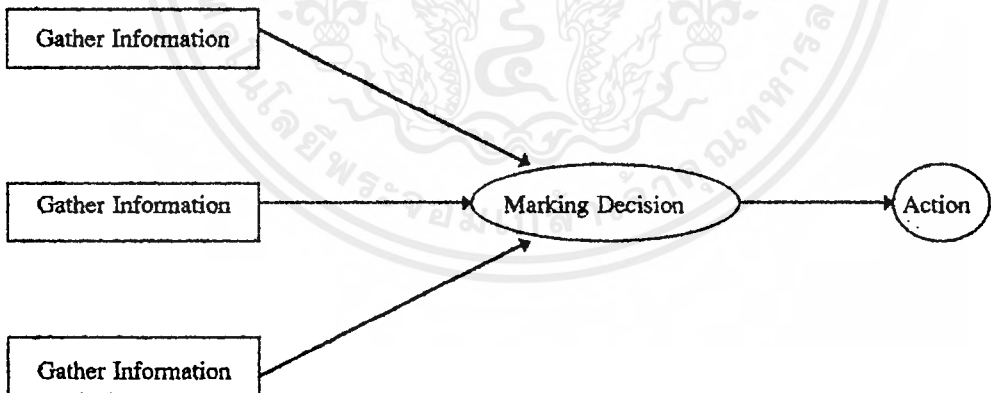 Gather Information
Gather Information
Marking Decision
Action
Gather Information